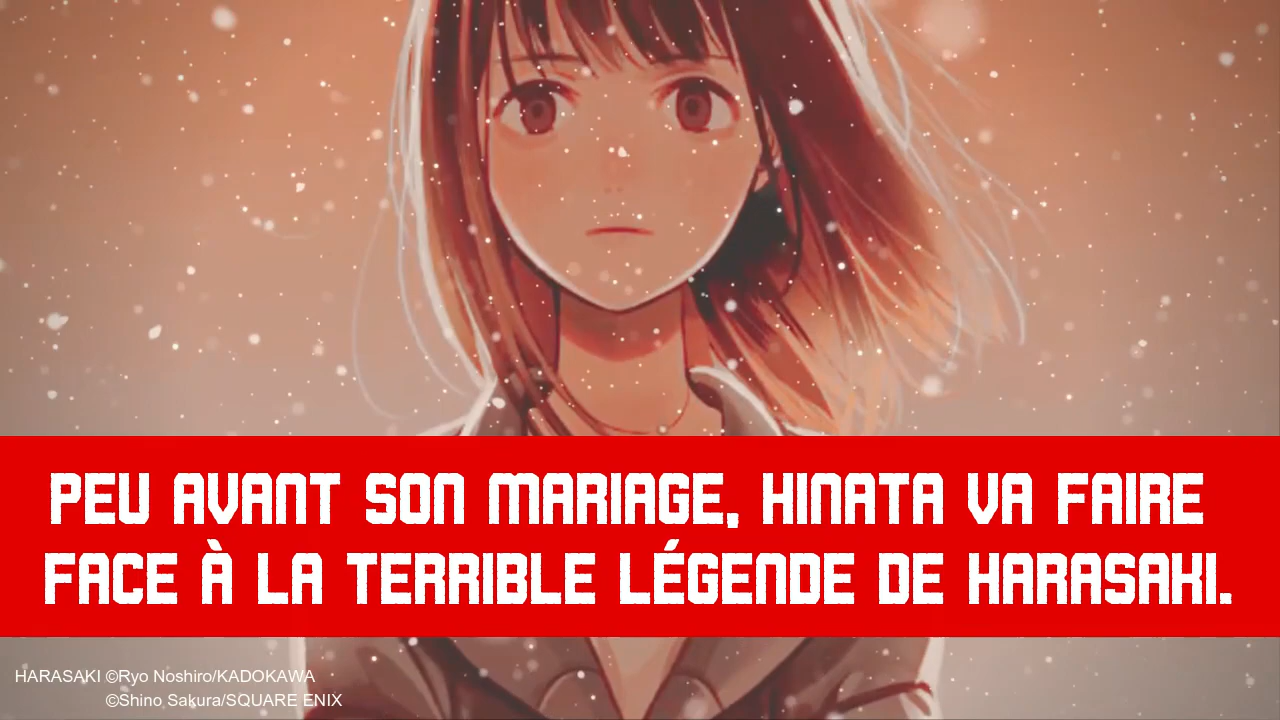 PEU AVANT SON MARIAGE, HINATA VA FAIRE
FACE À LA TERRIBLE LÉGENDE DE HARASAKI.
HARASAKI ©Ryo Noshiro/KADOKAWA
©Shino Sakura/SQUARE ENIX